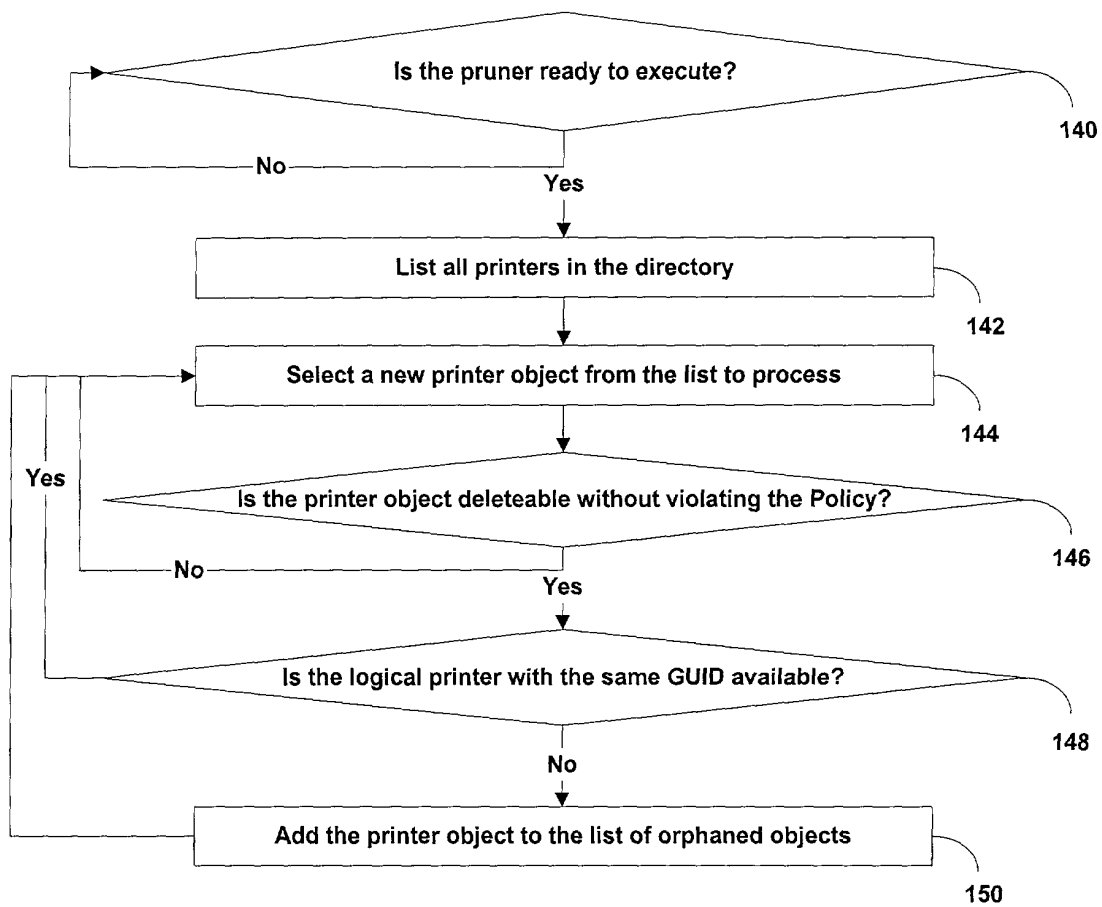 Is the pruner ready to execute?
140
No
Yes
List all printers in the directory
142
Select a new printer object from the list to process
144
Yes
Is the printer object deleteable without violating the Policy?
146
No
Yes
Is the logical printer with the same GUID available?
148
No
Add the printer object to the list of orphaned objects
150